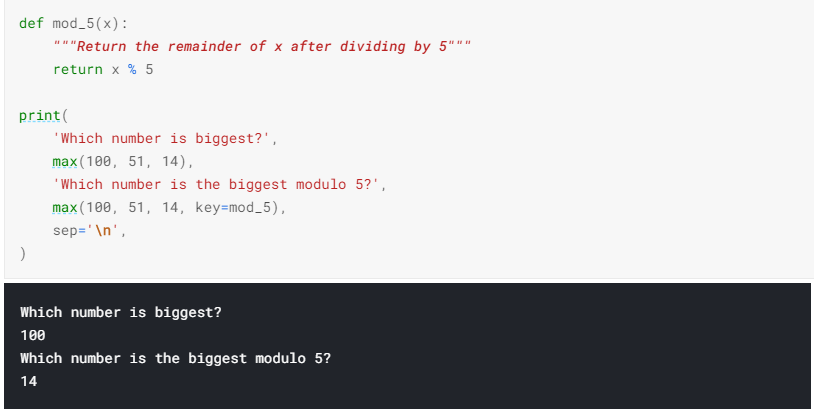 def mod_5(x):
    """Return the remainder of x after dividing by 5"""
    return x % 5

print(
    'Which number is biggest?',
    max(100, 51, 14),
    'Which number is the biggest modulo 5?',
    max(100, 51, 14, key=mod_5),
    sep='\n',
)
Which number is biggest?
100
Which number is the biggest modulo 5?
14